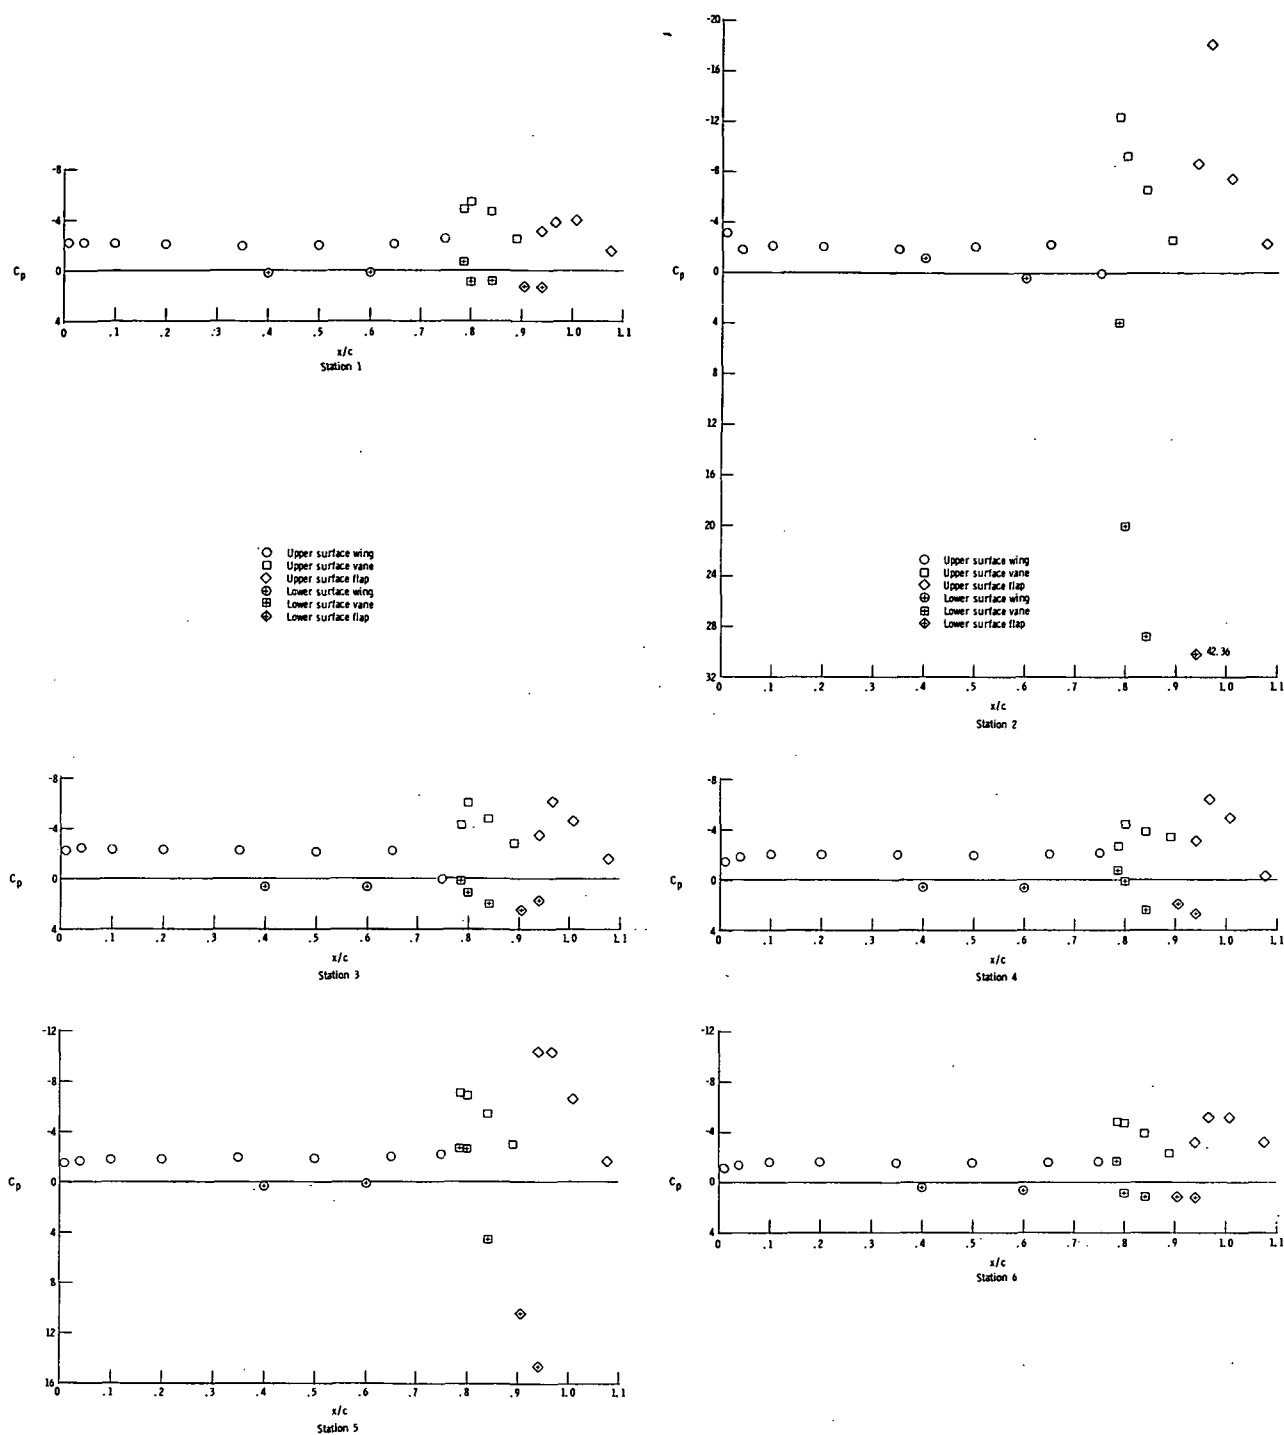 -8
-4
Cp
0
4
0 .1 .2 .3 .4 .5 .6 .7 .8 .9 1.0 1.1
x/c
Station 1
Upper surface wing
Upper surface vane
Upper surface flap
Lower surface wing
Lower surface vane
Lower surface flap
-20
-16
-12
-8
-4
Cp
0
4
8
12
16
20
24
28
32
Upper surface wing
Upper surface vane
Upper surface flap
Lower surface wing
Lower surface vane
Lower surface flap
42.36
0 .1 .2 .3 .4 .5 .6 .7 .8 .9 1.0 1.1
x/c
Station 2
-8
-4
Cp
0
4
0 .1 .2 .3 .4 .5 .6 .7 .8 .9 1.0 1.1
x/c
Station 3
-8
-4
Cp
0
4
0 .1 .2 .3 .4 .5 .6 .7 .8 .9 1.0 1.1
x/c
Station 4
-12
-8
-4
Cp
0
4
8
12
16
0 .1 .2 .3 .4 .5 .6 .7 .8 .9 1.0 1.1
x/c
Station 5
-12
-8
-4
Cp
0
4
0 .1 .2 .3 .4 .5 .6 .7 .8 .9 1.0 1.1
x/c
Station 6